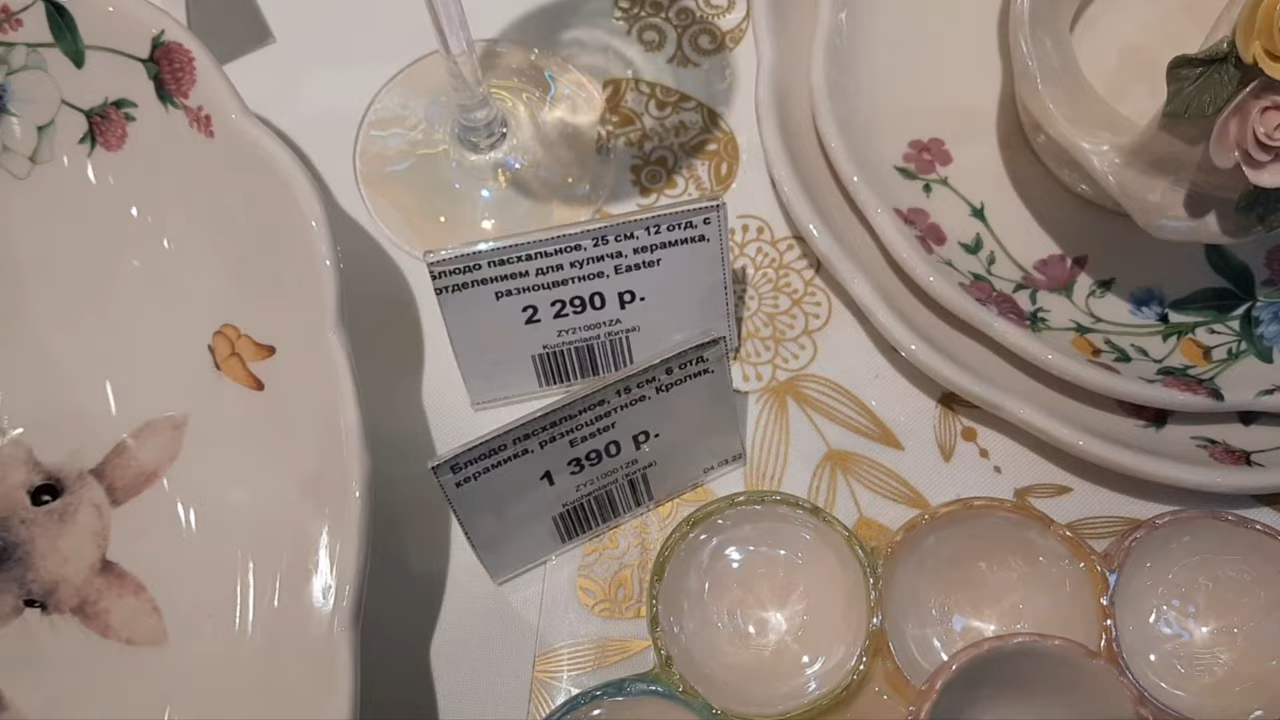 Блюдо пасхальное, 25 см, 12 отд, с
отделением для кулича, керамика,
разноцветное, Easter
2 290 р.
ZY210001ZA
Kuchenland (Китай)
Блюдо пасхальное, 15 см, 6 отд,
керамика, разноцветное, Кролик,
Easter
1 390 р.
ZY210001ZB
Kuchenland (Китай)
04.03.22